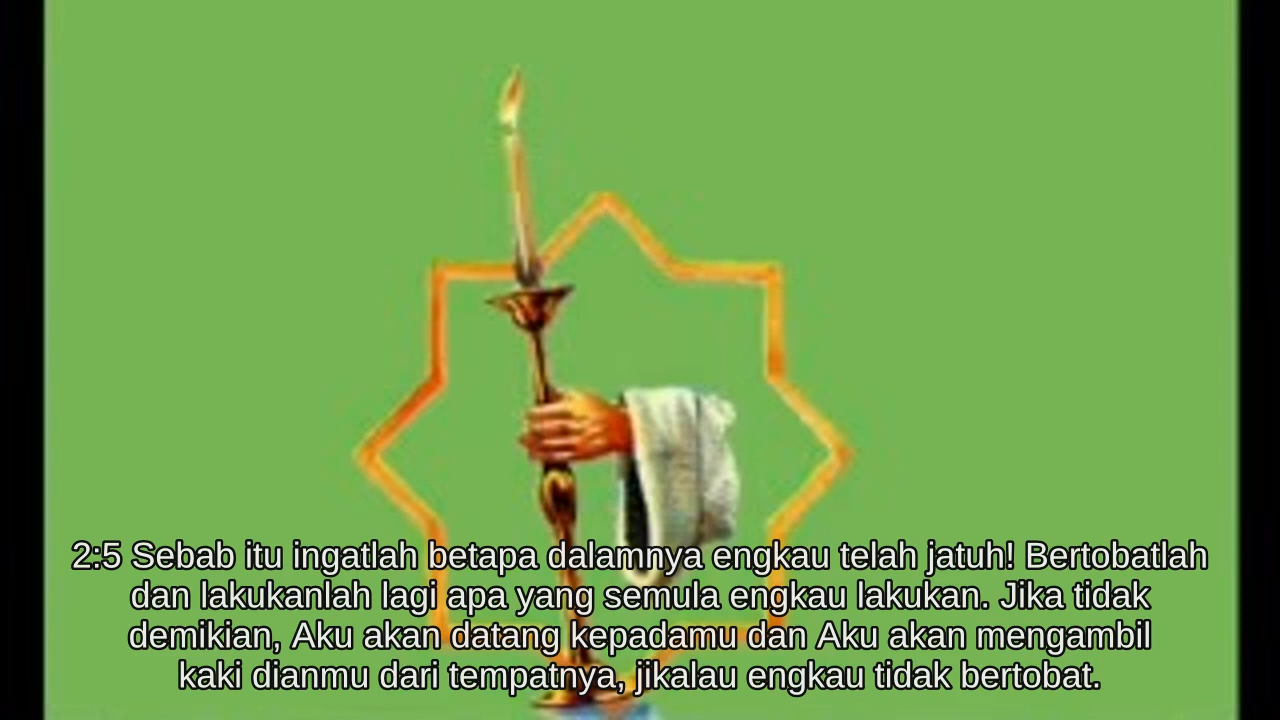 2:5 Sebab itu ingatlah betapa dalamnya engkau telah jatuh! Bertobatlah
dan lakukanlah lagi apa yang semula engkau lakukan. Jika tidak
demikian, Aku akan datang kepadamu dan Aku akan mengambil
kaki dianmu dari tempatnya, jikalau engkau tidak bertobat.